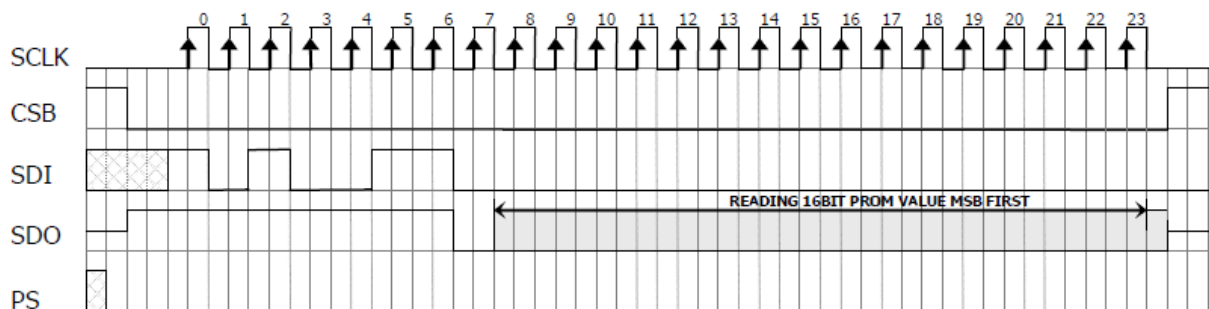 0 1 2 3 4 5 6 7 8 9 10 11 12 13 14 15 16 17 18 19 20 21 22 23
SCLK
CSB
SDI
READING 16BIT PROM VALUE MSB FIRST
SDO
PS